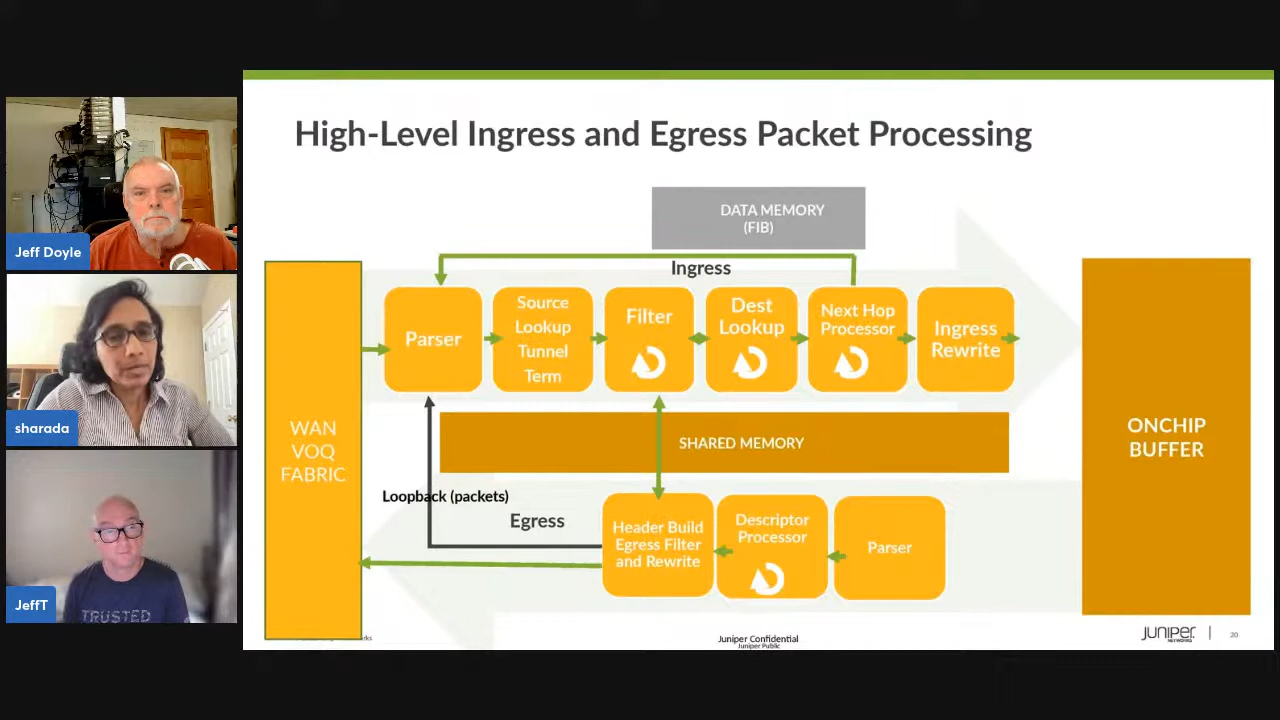 High-Level Ingress and Egress Packet Processing
DATA MEMORY
(FIB)
Ingress
Parser
Source
Lookup
Tunnel
Term
Filter
Dest
Lookup
Next Hop
Processor
Ingress
Rewrite
WAN
VOQ
FABRIC
SHARED MEMORY
ONCHIP
BUFFER
Loopback (packets)
Egress
Header Build
Egress Filter
and Rewrite
Descriptor
Processor
Parser
Juniper Confidential
Juniper Public
JUNIPER
NETWORKS
20
Jeff Doyle
sharada
JeffT
TRUSTED